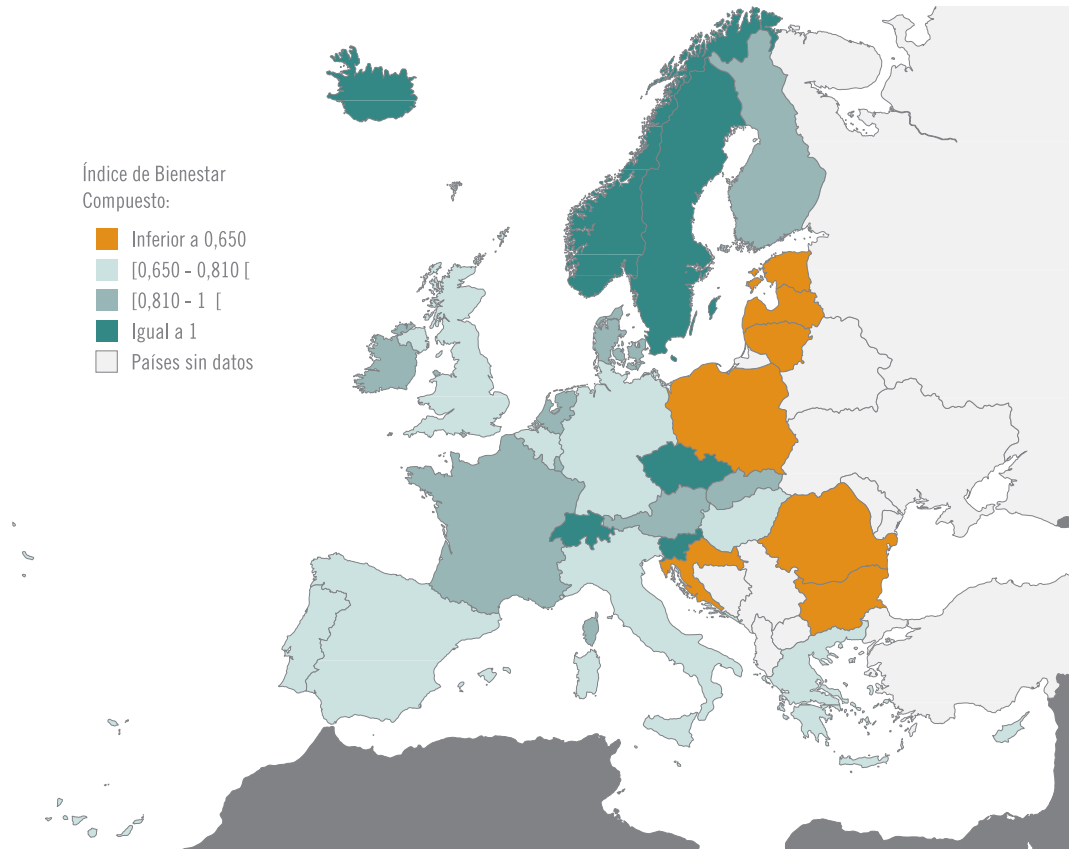 Índice de Bienestar
Compuesto:
Inferior a 0,650
[0,650 – 0,810 [
[0,810 – 1 [
Igual a 1
Países sin datos